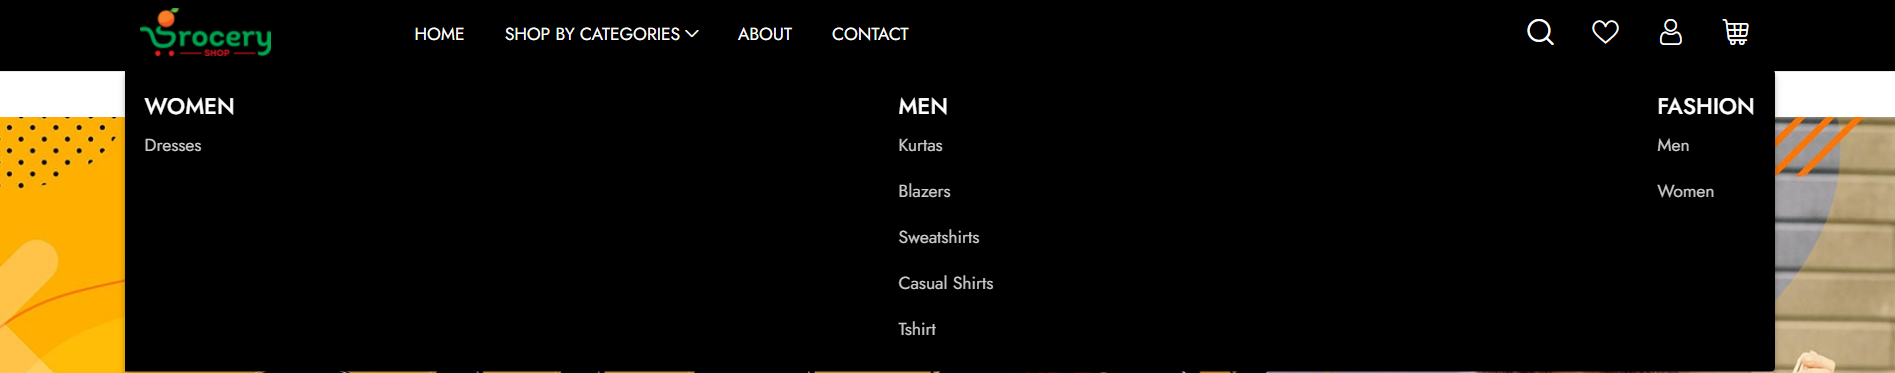 Grocery
SHOP
HOME
SHOP BY CATEGORIES
ABOUT
CONTACT
WOMEN
Dresses
MEN
Kurtas
Blazers
Sweatshirts
Casual Shirts
Tshirt
FASHION
Men
Women